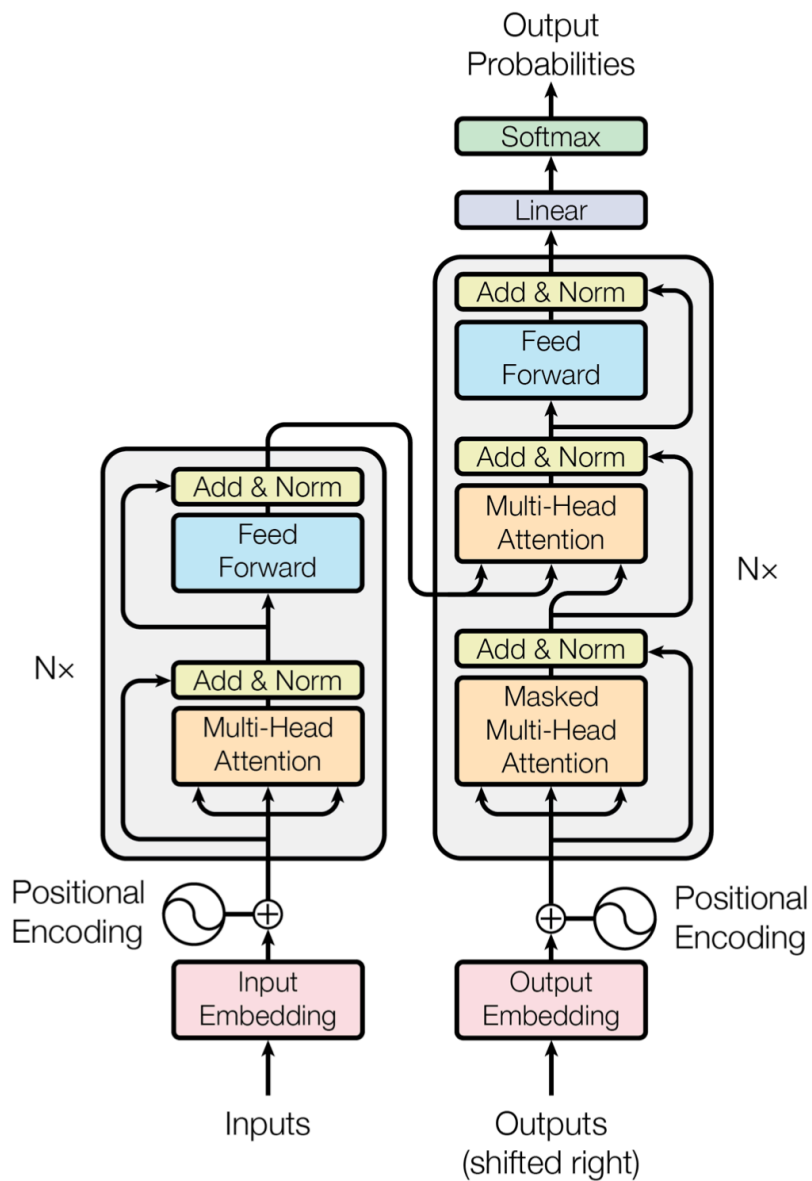 Output
Probabilities
Softmax
Linear
Add & Norm
Feed
Forward
Add & Norm
Multi-Head
Attention
N×
Add & Norm
Masked
Multi-Head
Attention
Add & Norm
Feed
Forward
N×
Add & Norm
Multi-Head
Attention
Positional
Encoding
Positional
Encoding
Input
Embedding
Output
Embedding
Inputs
Outputs
(shifted right)